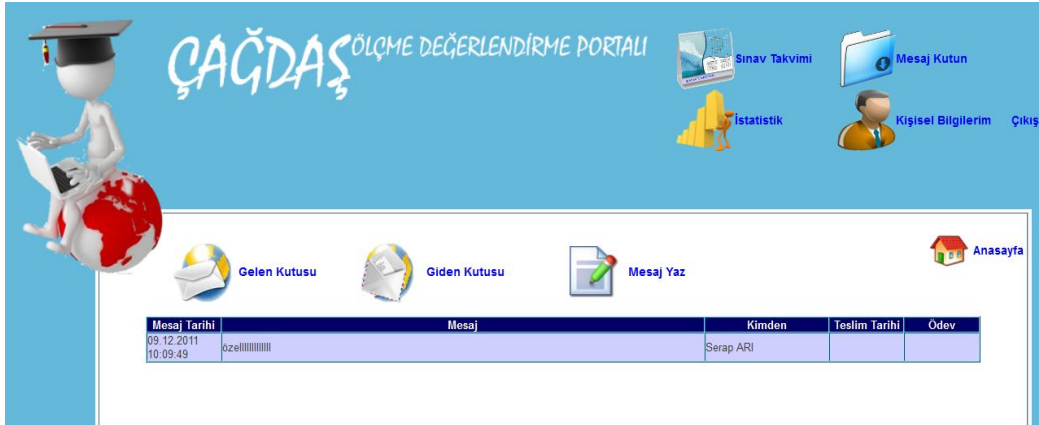 ÇAĞDAŞ ÖLÇME DEĞERLENDİRME PORTALI
Sınav Takvimi
Mesaj Kutun
İstatistik
Kişisel Bilgilerim
Çıkış
Anasayfa
Gelen Kutusu
Giden Kutusu
Mesaj Yaz
Mesaj Tarihi Mesaj Kimden Teslim Tarihi Ödev
09.12.2011
10:09:49
özellllllllllllll
Serap ARI